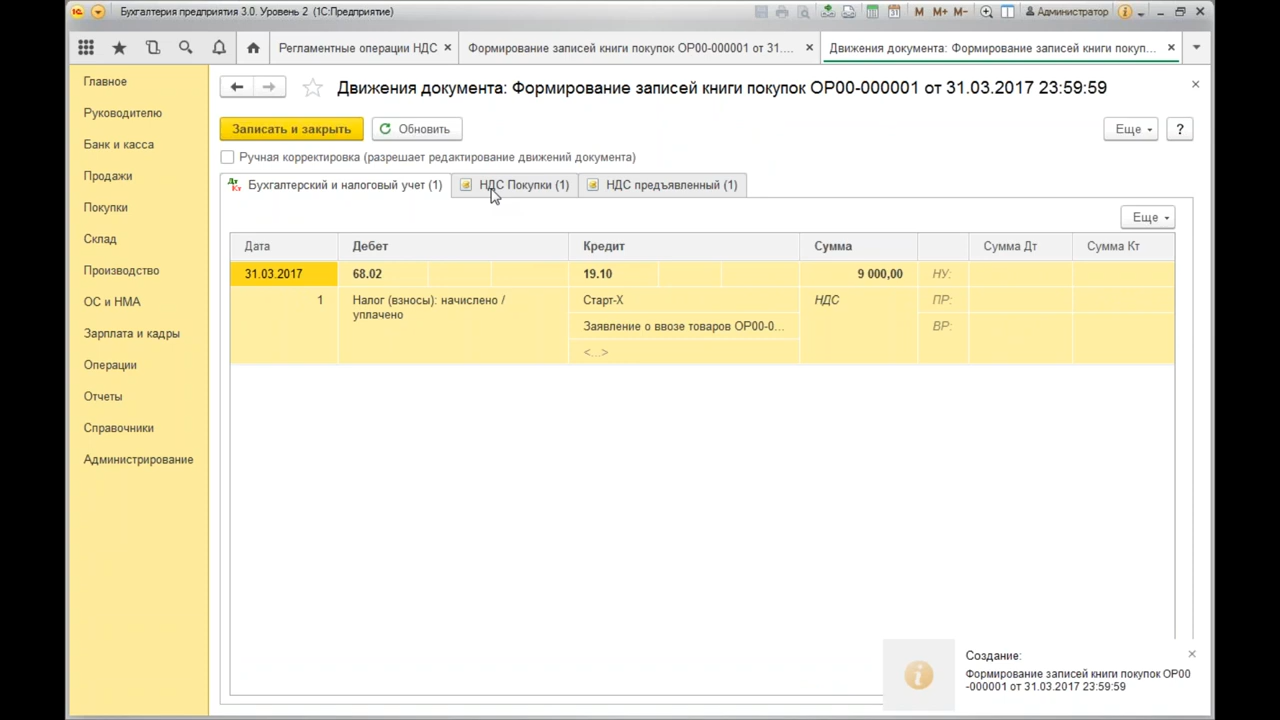 Бухгалтерия предприятия 3.0. Уровень 2 (1С:Предприятие)
M M+ M-
Администратор
Регламентные операции НДС
Формирование записей книги покупок ОР00-000001 от 31....
Движения документа: Формирование записей книги покуп...
Главное
Руководителю
Банк и касса
Продажи
Покупки
Склад
Производство
ОС и НМА
Зарплата и кадры
Операции
Отчеты
Справочники
Администрирование
Движения документа: Формирование записей книги покупок ОР00-000001 от 31.03.2017 23:59:59
Записать и закрыть
Обновить
Еще
?
Ручная корректировка (разрешает редактирование движений документа)
Дт Кт Бухгалтерский и налоговый учет (1)
НДС Покупки (1)
НДС предъявленный (1)
Еще
Дата Дебет Кредит Сумма Сумма Дт Сумма Кт
31.03.2017 68.02 19.10 9 000,00 НУ:
1 Налог (взносы): начислено / Старт-Х НДС ПР:
уплачено
Заявление о ввозе товаров ОР00-0... ВР:
<...>
Создание:
Формирование записей книги покупок ОР00
-000001 от 31.03.2017 23:59:59